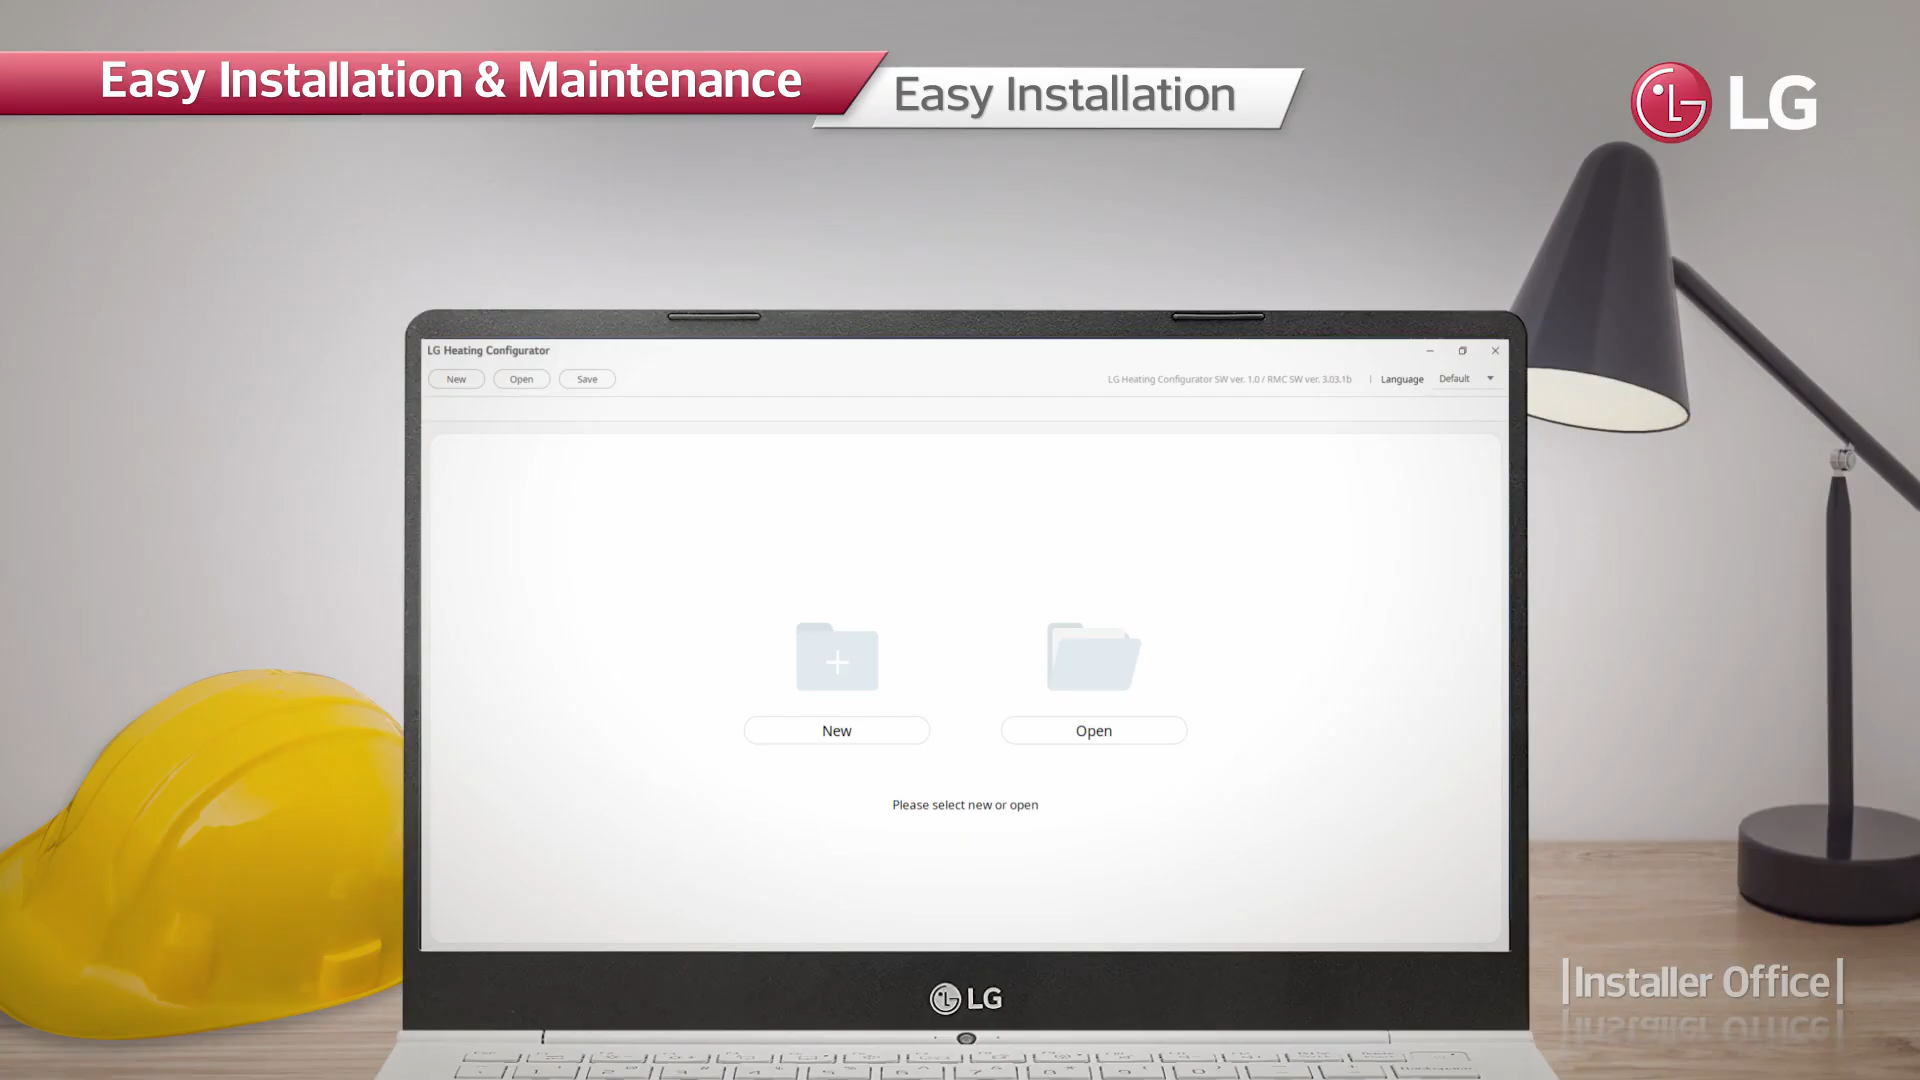 Easy Installation & Maintenance
Easy Installation
LG
LG Heating Configurator
New
Open
Save
LG Heating Configurator SW ver. 1.0 / RMC SW ver. 3.03.1b
Language
Default
New
Open
Please select new or open
LG
|Installer Office|